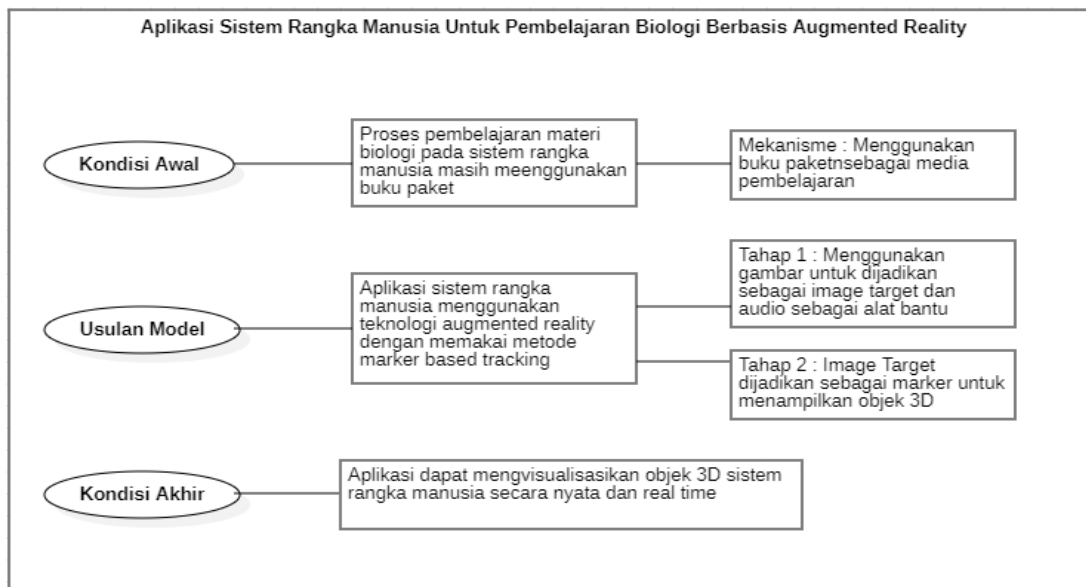 Aplikasi Sistem Rangka Manusia Untuk Pembelajaran Biologi Berbasis Augmented Reality
Kondisi Awal
Proses pembelajaran materi
biologi pada sistem rangka
manusia masih meenggunakan
buku paket
Mekanisme : Menggunakan
buku paketnsebagai media
pembelajaran
Usulan Model
Aplikasi sistem rangka
manusia menggunakan
teknologi augmented reality
dengan memakai metode
marker based tracking
Tahap 1 : Menggunakan
gambar untuk dijadikan
sebagai image target dan
audio sebagai alat bantu
Tahap 2 : Image Target
dijadikan sebagai marker untuk
menampilkan objek 3D
Kondisi Akhir
Aplikasi dapat mengvisualisasikan objek 3D sistem
rangka manusia secara nyata dan real time